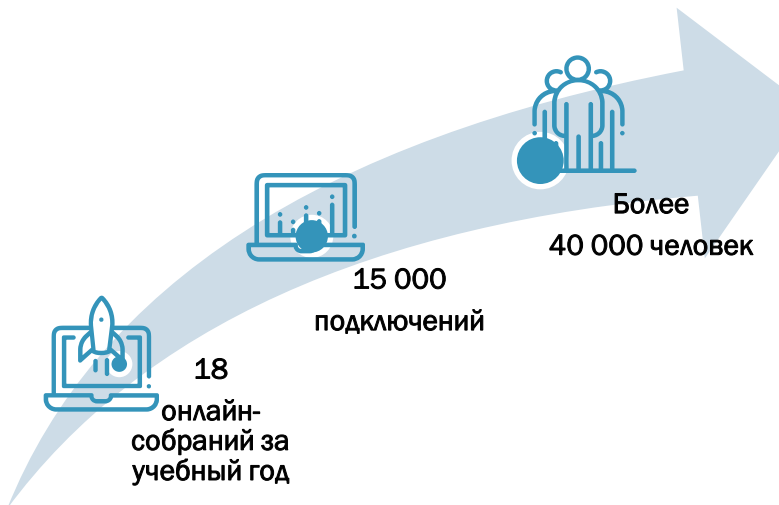 Более
40 000 человек
15 000
подключений
18
онлайн-
собраний за
учебный год